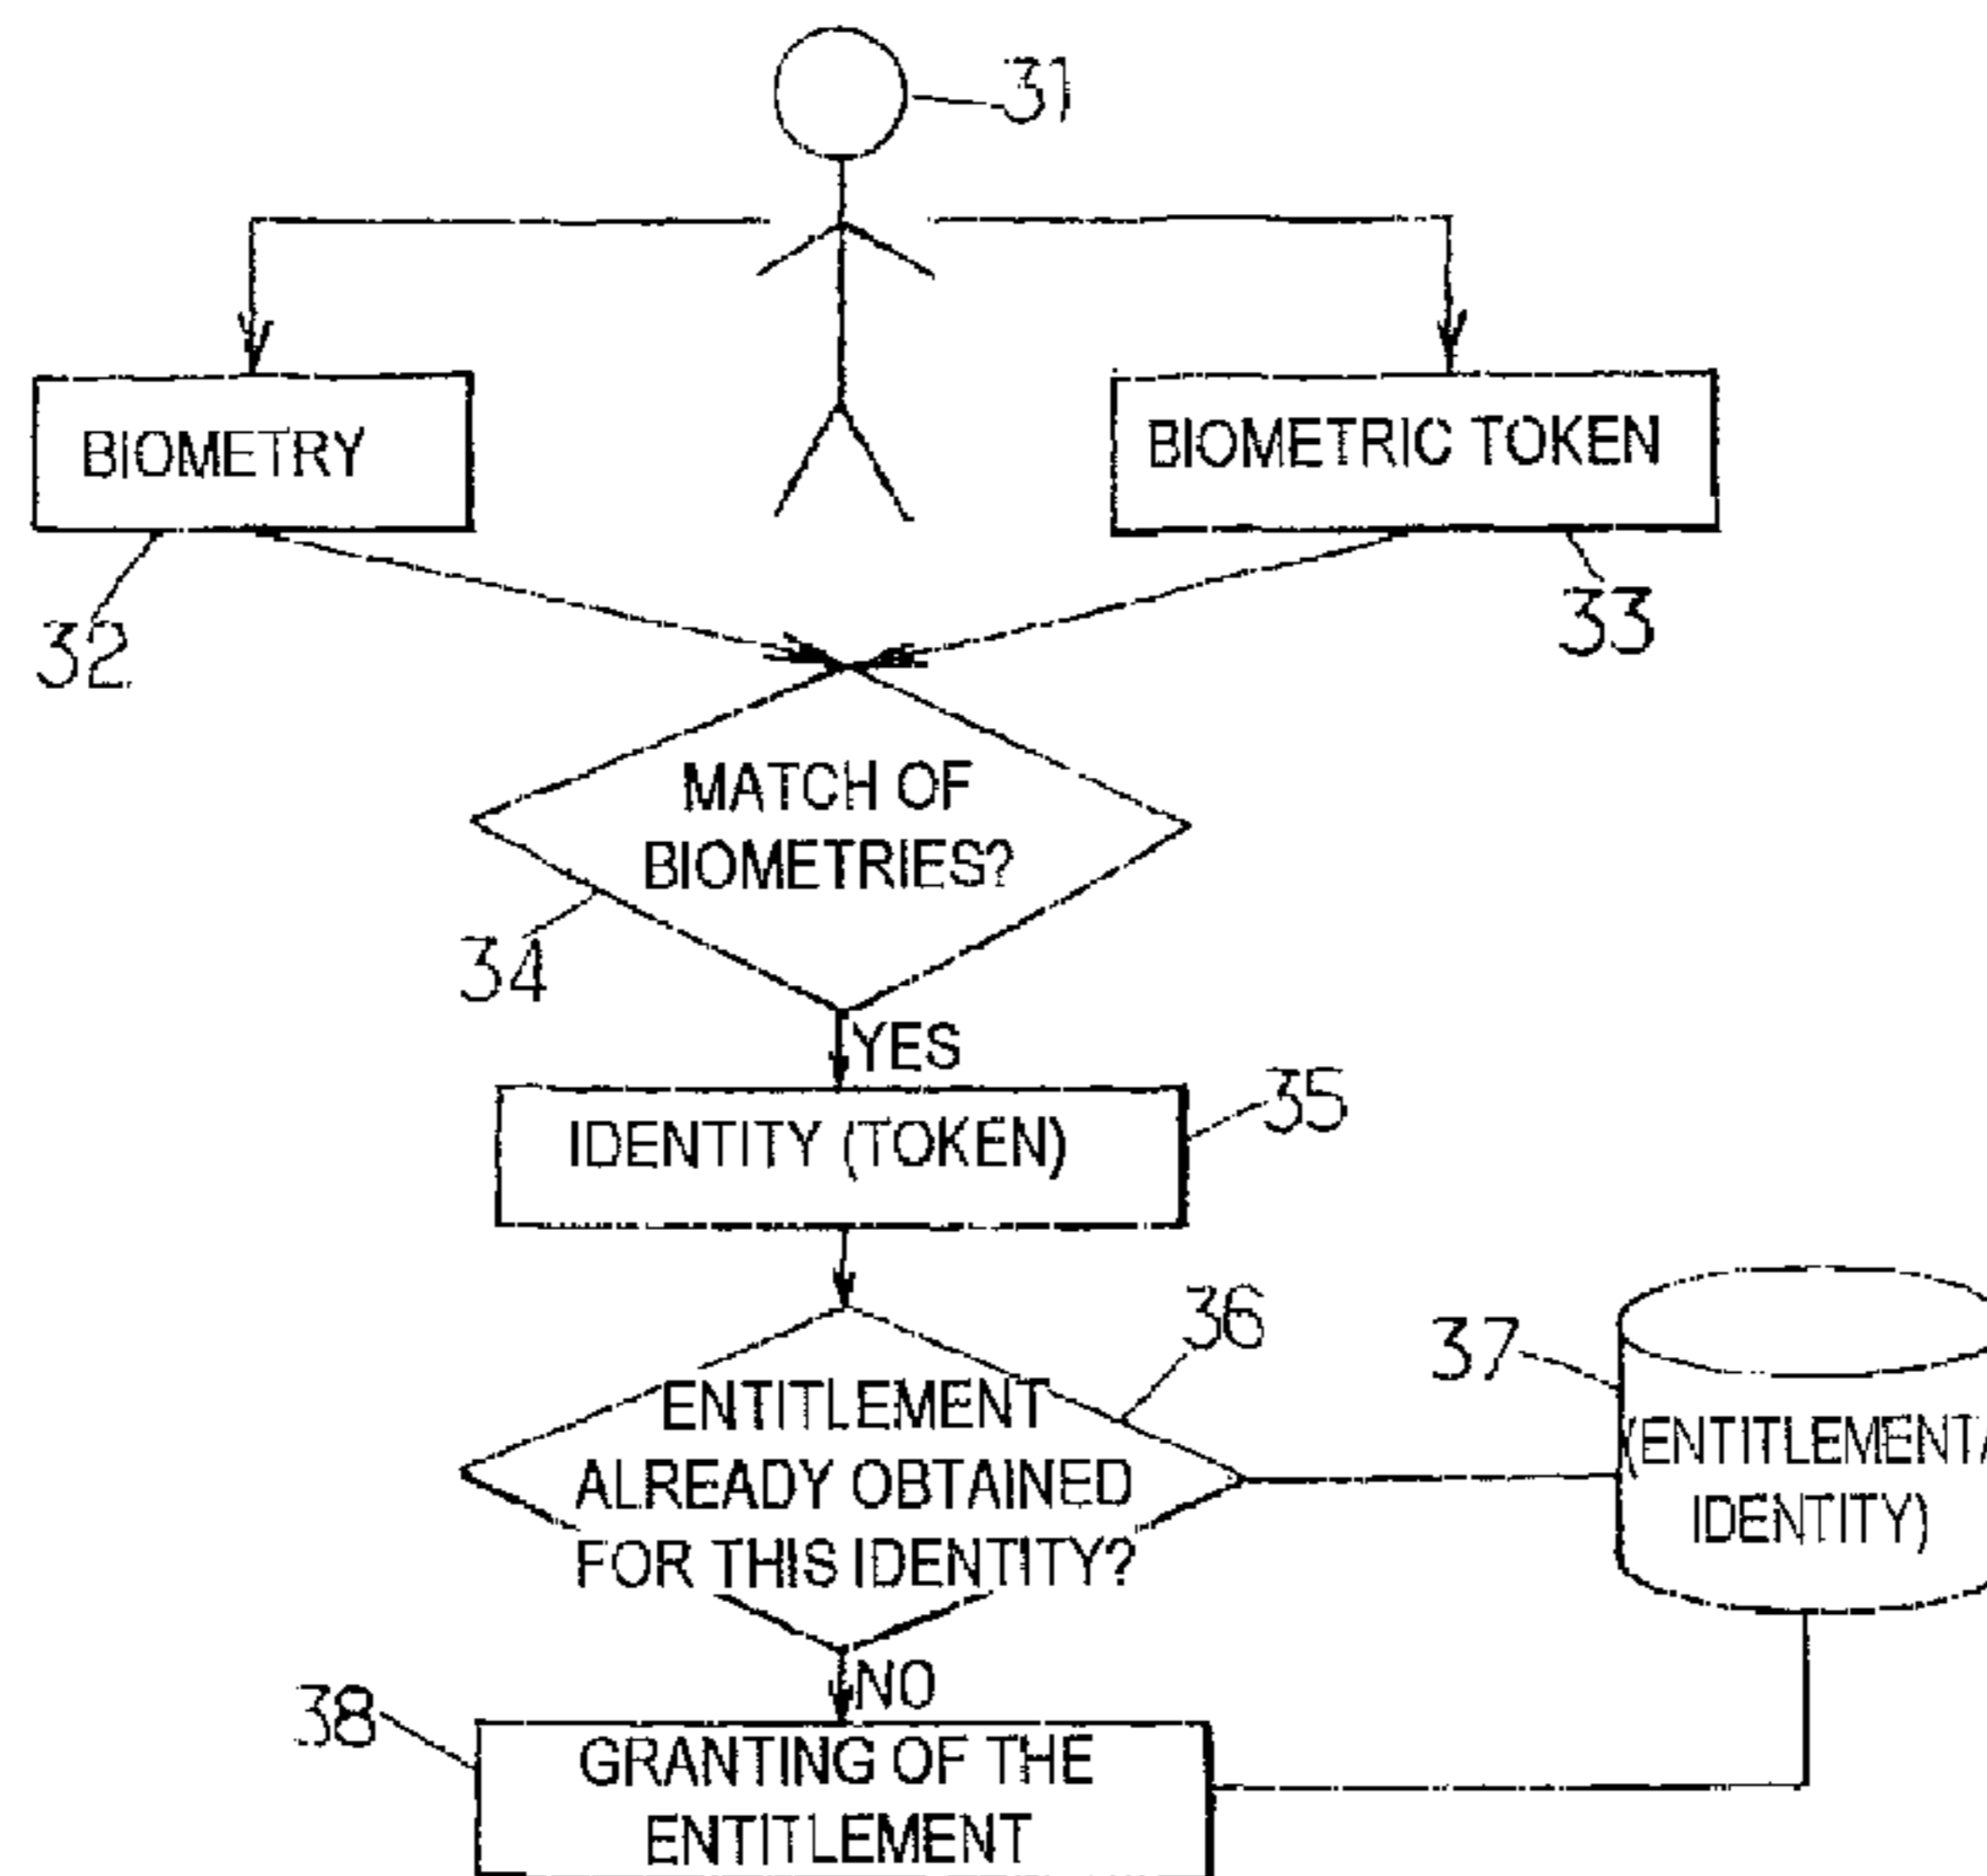 31
BIOMETRY
BIOMETRIC TOKEN
32
33
MATCH OF
BIOMETRIES?
34
YES
IDENTITY (TOKEN)
35
36
37
ENTITLEMENT
ALREADY OBTAINED
FOR THIS IDENTITY?
(ENTITLEMENT/
IDENTITY)
NO
38
GRANTING OF THE
ENTITLEMENT